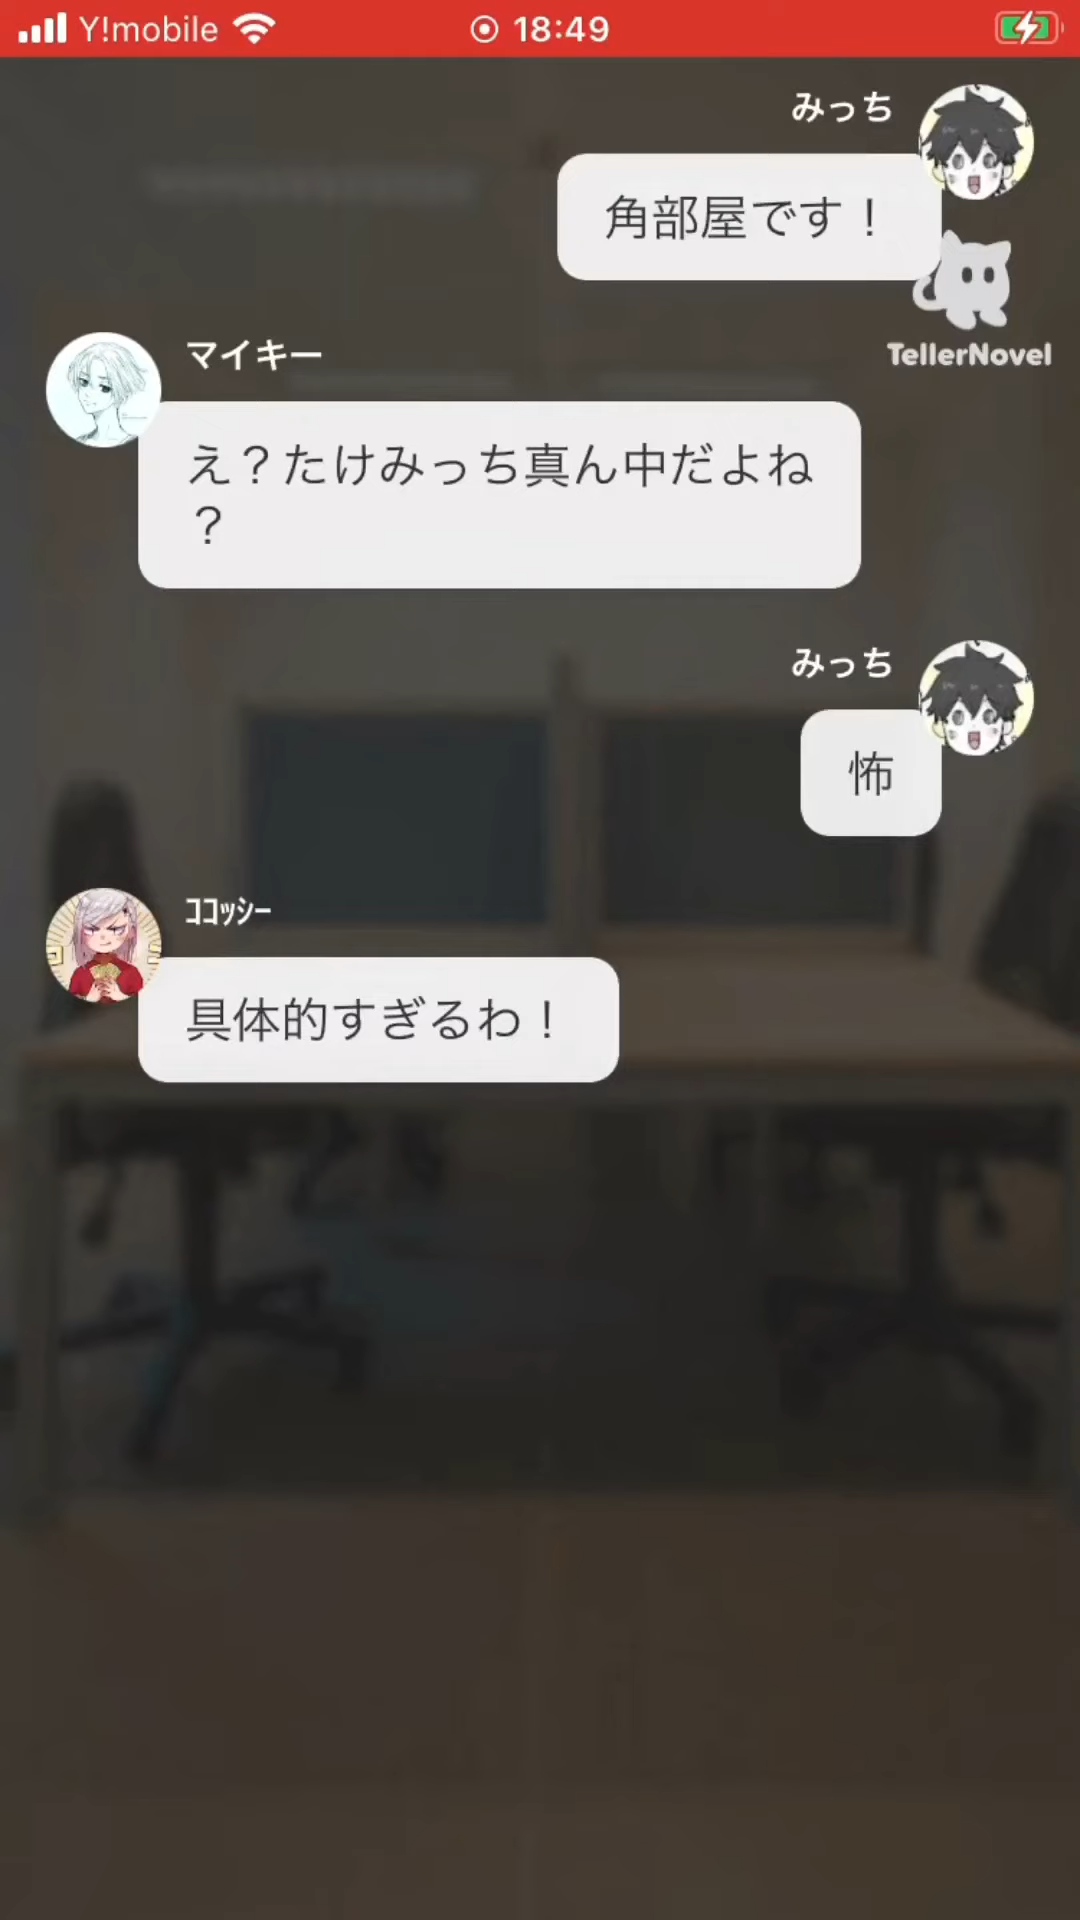 Y!mobile 18:49
みっち
角部屋です！
TellerNovel
マイキー
え？たけみっち真ん中だよね
？
みっち
怖
ｺｺｯｼｰ
具体的すぎるわ！